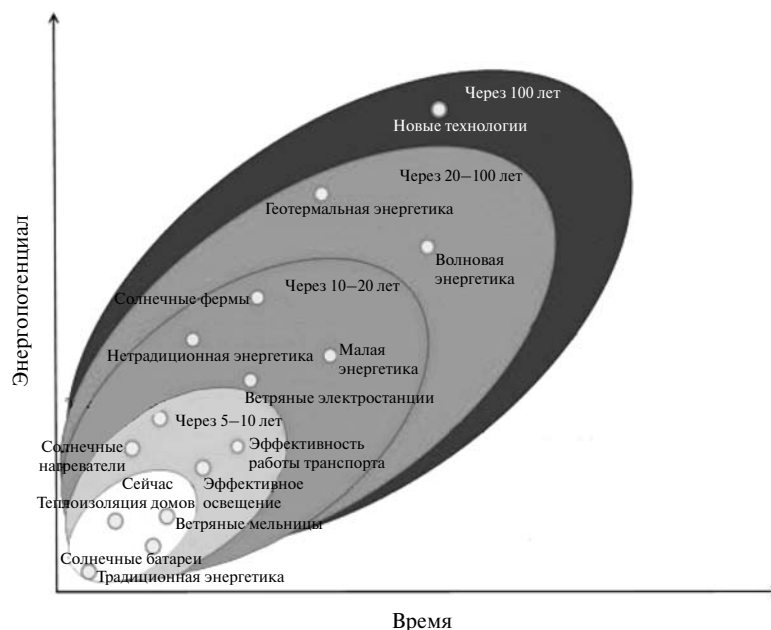 Через 100 лет
Новые технологии
Через 20–100 лет
Геотермальная энергетика
Волновая
энергетика
Через 10–20 лет
Солнечные фермы
Нетрадиционная энергетика
Малая
энергетика
Ветряные электростанции
Через 5–10 лет
Солнечные
нагреватели
Эффективность
работы транспорта
Сейчас
Эффективное
освещение
Теплоизоляция домов
Ветряные мельницы
Солнечные батареи
Традиционная энергетика
Энергопотенциал
Время